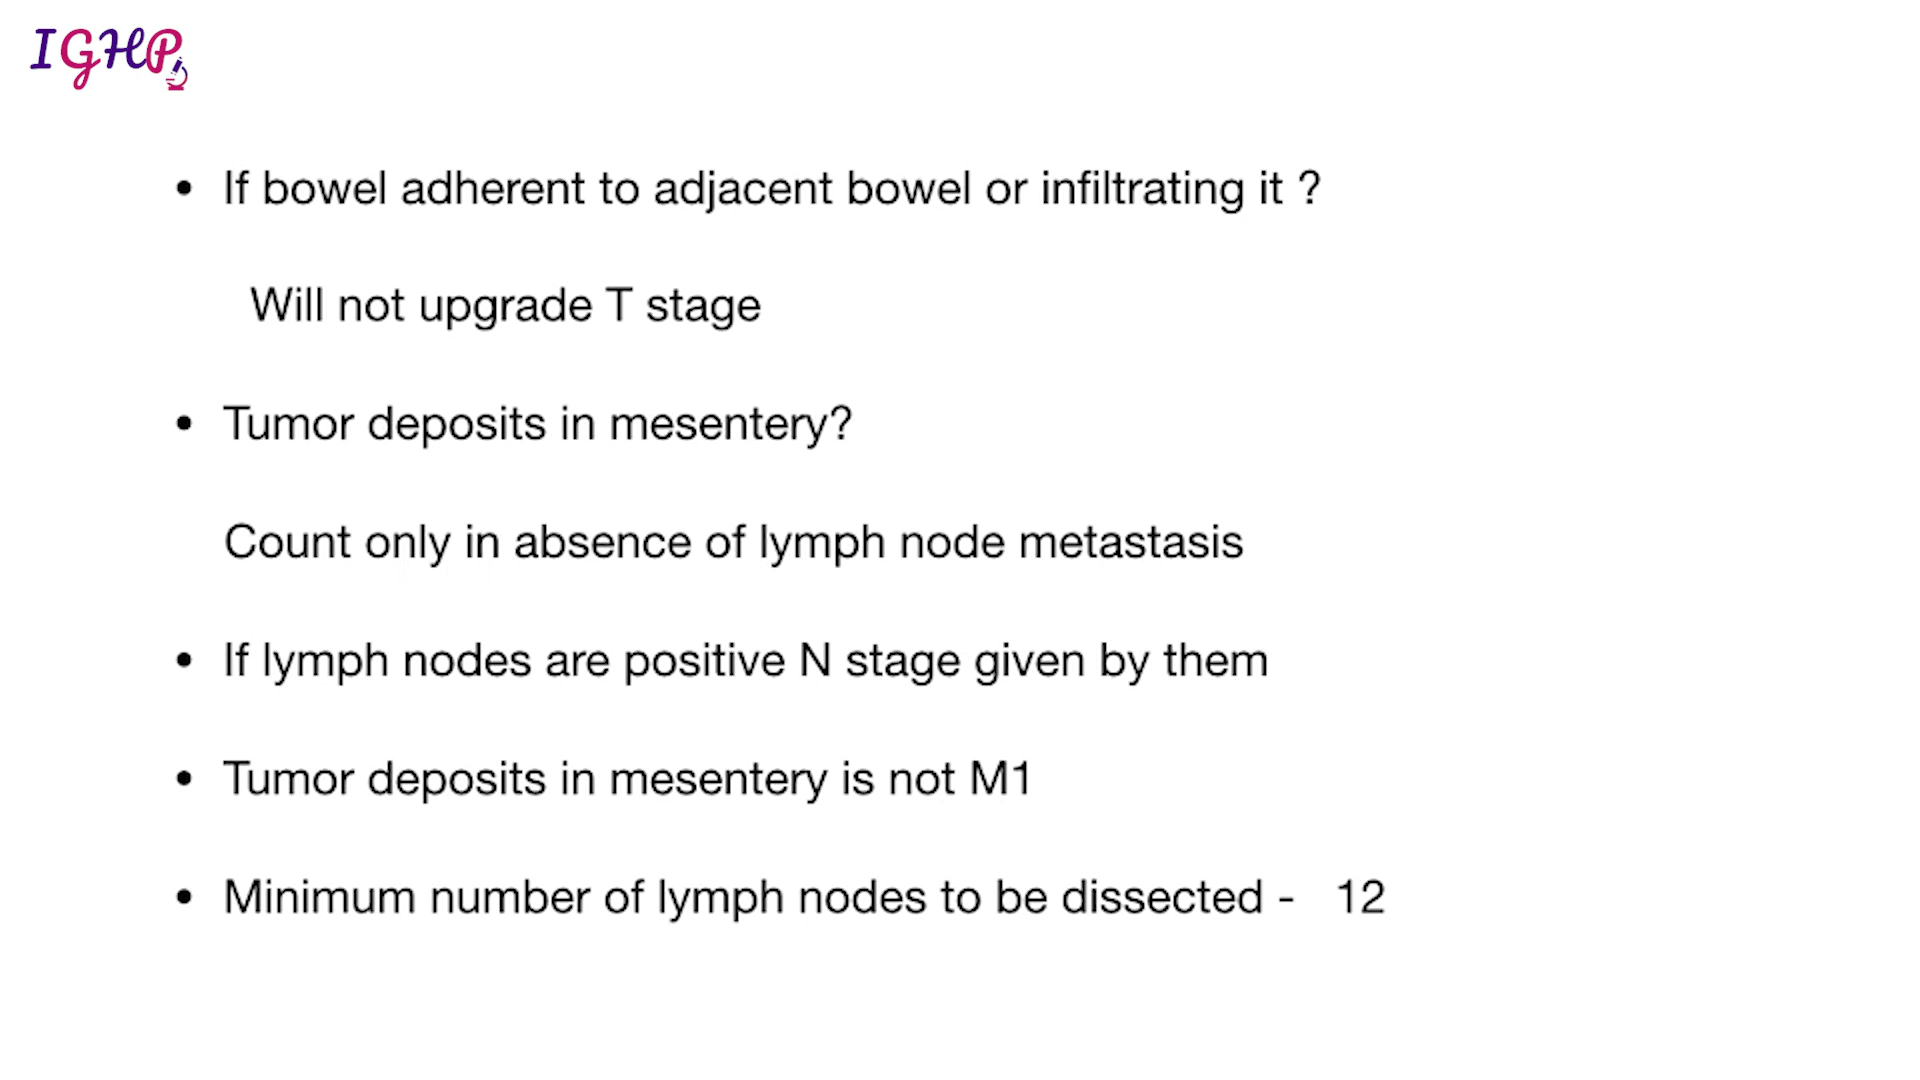 IGHP
• If bowel adherent to adjacent bowel or infiltrating it ?
Will not upgrade T stage
• Tumor deposits in mesentery?
Count only in absence of lymph node metastasis
• If lymph nodes are positive N stage given by them
• Tumor deposits in mesentery is not M1
• Minimum number of lymph nodes to be dissected - 12